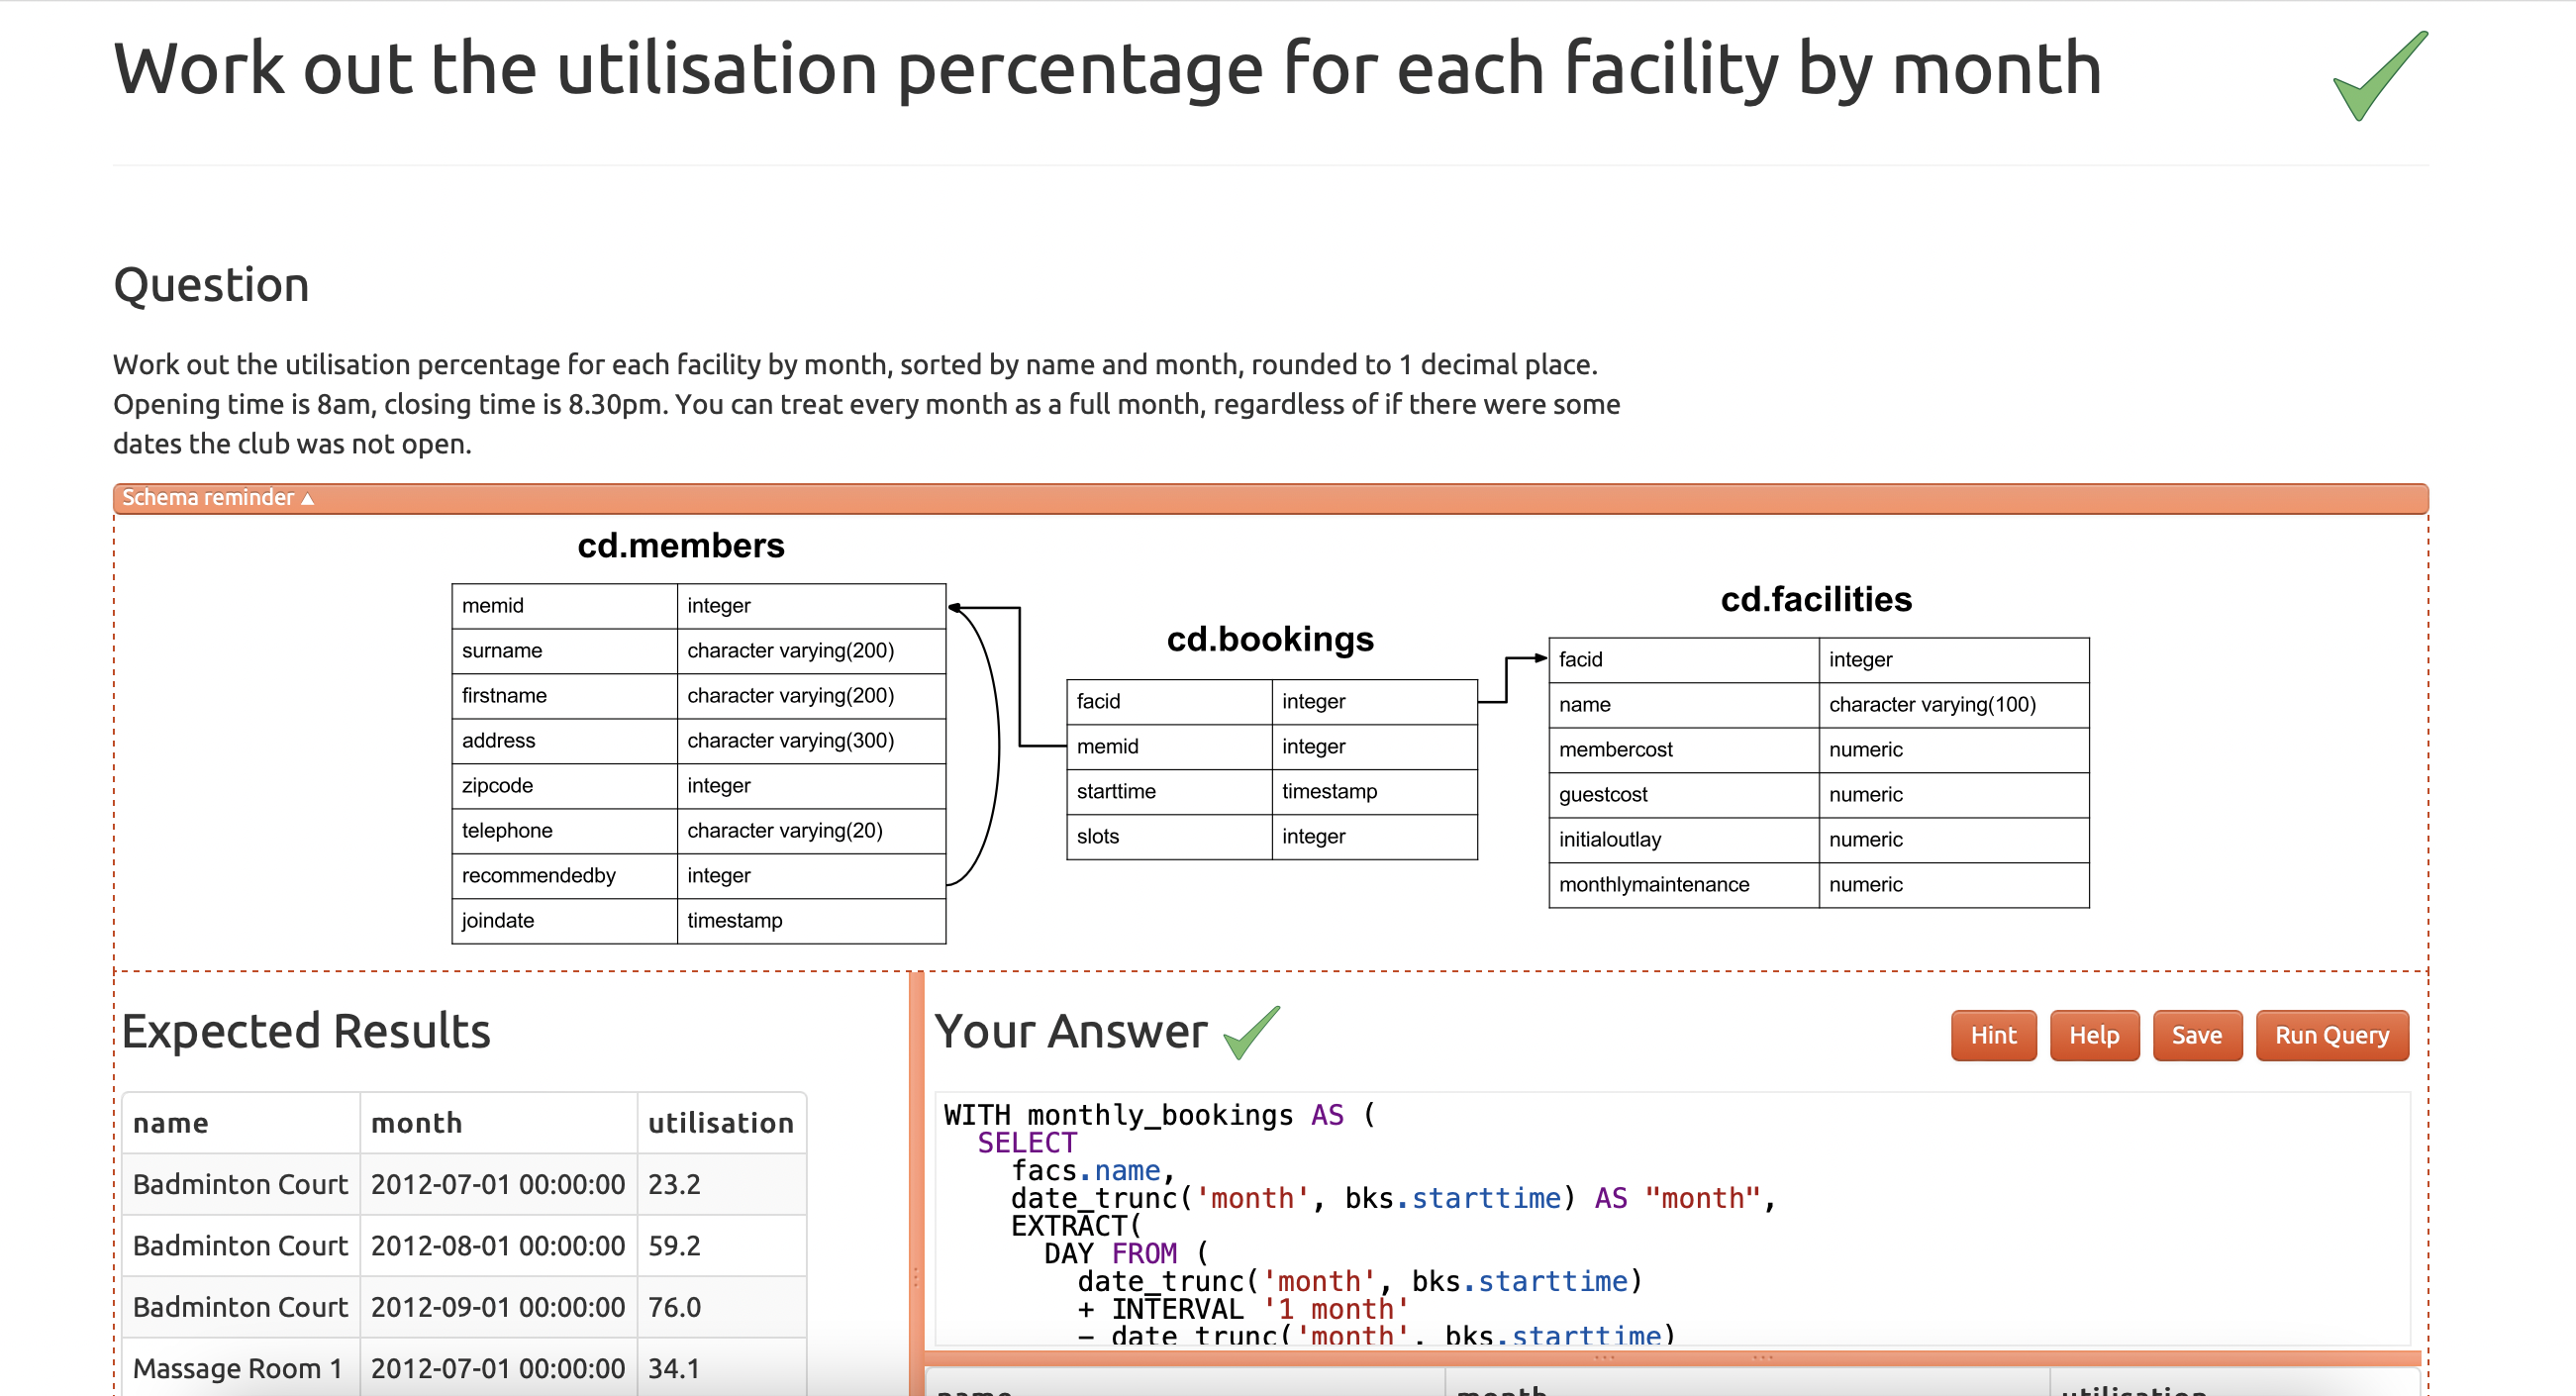 Work out the utilisation percentage for each facility by month
Question
Work out the utilisation percentage for each facility by month, sorted by name and month, rounded to 1 decimal place.
Opening time is 8am, closing time is 8.30pm. You can treat every month as a full month, regardless of if there were some
dates the club was not open.
Schema reminder
cd.members
memid integer
surname character varying(200)
firstname character varying(200)
address character varying(300)
zipcode integer
telephone character varying(20)
recommendedby integer
joindate timestamp
cd.bookings
facid integer
memid integer
starttime timestamp
slots integer
cd.facilities
facid integer
name character varying(100)
membercost numeric
guestcost numeric
initialoutlay numeric
monthlymaintenance numeric
Expected Results
name month utilisation
Badminton Court 2012-07-01 00:00:00 23.2
Badminton Court 2012-08-01 00:00:00 59.2
Badminton Court 2012-09-01 00:00:00 76.0
Massage Room 1 2012-07-01 00:00:00 34.1
Your Answer
Hint Help Save Run Query
WITH monthly_bookings AS (
SELECT
facs.name,
date_trunc('month', bks.starttime) AS "month",
EXTRACT(
DAY FROM (
date_trunc('month', bks.starttime)
+ INTERVAL '1 month'
- date_trunc('month', bks.starttime)
name month utilisation